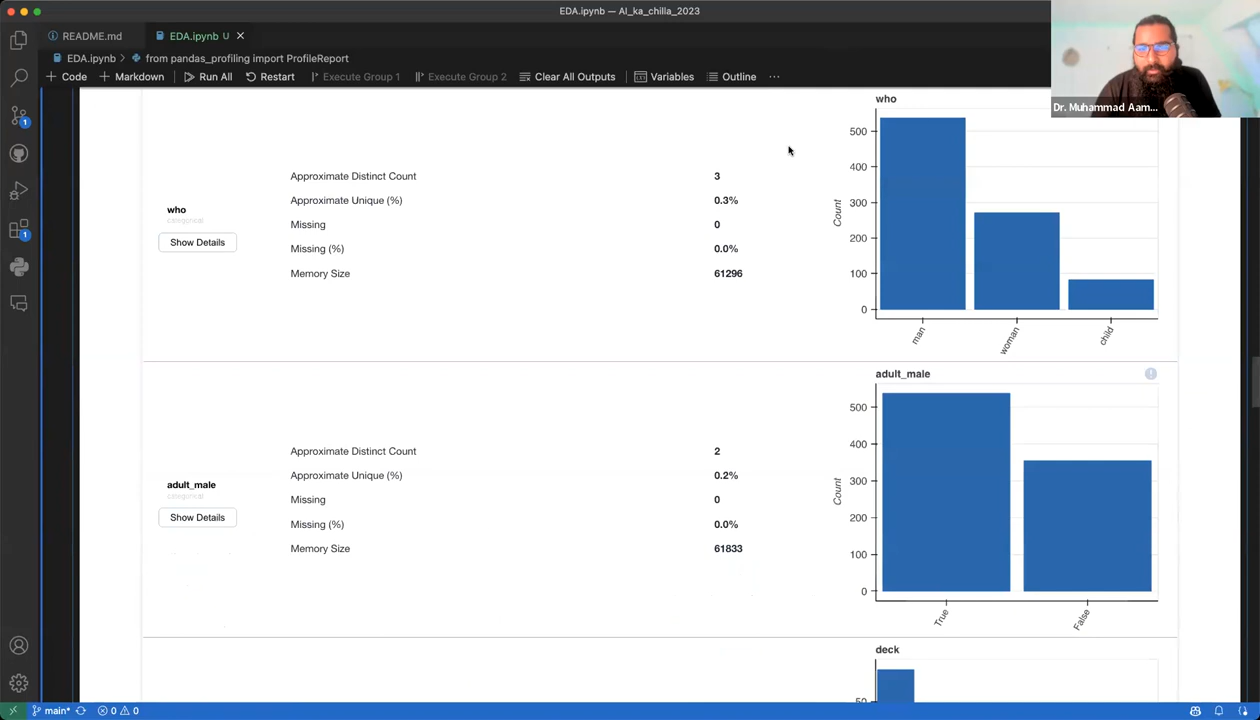 EDA.ipynb — AI_ka_chilla_2023
README.md
EDA.ipynb U
EDA.ipynb > from pandas_profiling import ProfileReport
+ Code + Markdown Run All Restart Execute Group 1 Execute Group 2 Clear All Outputs Variables Outline ...
Dr. Muhammad Aam...
who
categorical
Show Details
Approximate Distinct Count 3
Approximate Unique (%) 0.3%
Missing 0
Missing (%) 0.0%
Memory Size 61296
who
500
400
300
200
100
0
Count
man
woman
child
adult_male
categorical
Show Details
Approximate Distinct Count 2
Approximate Unique (%) 0.2%
Missing 0
Missing (%) 0.0%
Memory Size 61833
adult_male
500
400
300
200
100
0
Count
True
False
deck
50
1
1
main* 0 0